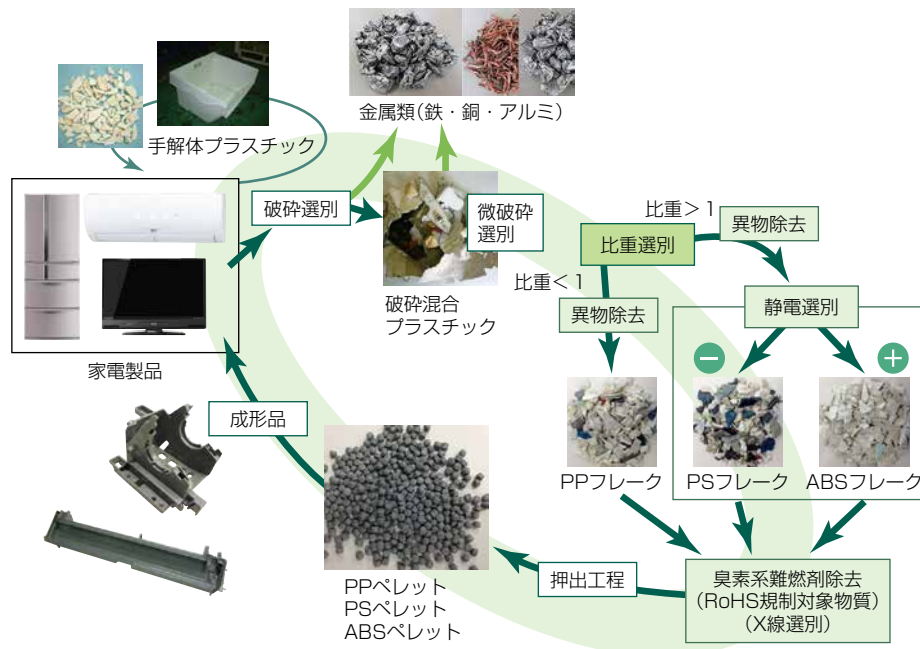 金属類(鉄・銅・アルミ)
手解体プラスチック
家電製品
破砕選別
微破砕
選別
破砕混合
プラスチック
比重>1
異物除去
比重選別
比重<1
異物除去
静電選別
−
+
PPフレーク
PSフレーク
ABSフレーク
臭素系難燃剤除去
(RoHS規制対象物質)
(X線選別)
押出工程
PPペレット
PSペレット
ABSペレット
成形品